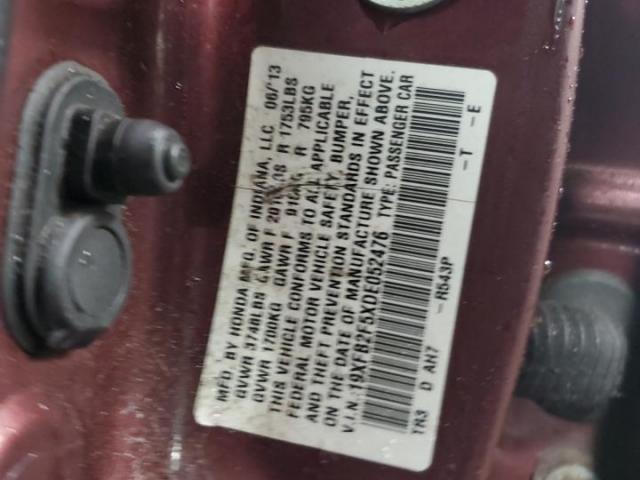 MFD. BY HONDA MFG. OF INDIANA, LLC 06/13
GVWR 3748LBS GAWR F R 1753LBS
GVWR 1700KG GAWR F R 795KG
THIS VEHICLE CONFORMS TO ALL APPLICABLE
FEDERAL MOTOR VEHICLE SAFETY, BUMPER,
AND THEFT PREVENTION STANDARDS IN EFFECT
ON THE DATE OF MANUFACTURE SHOWN ABOVE.
V.I.N.: 19XFB2F5XDE052476 TYPE: PASSENGER CAR
TR3 D AH7 -R543P -T -E